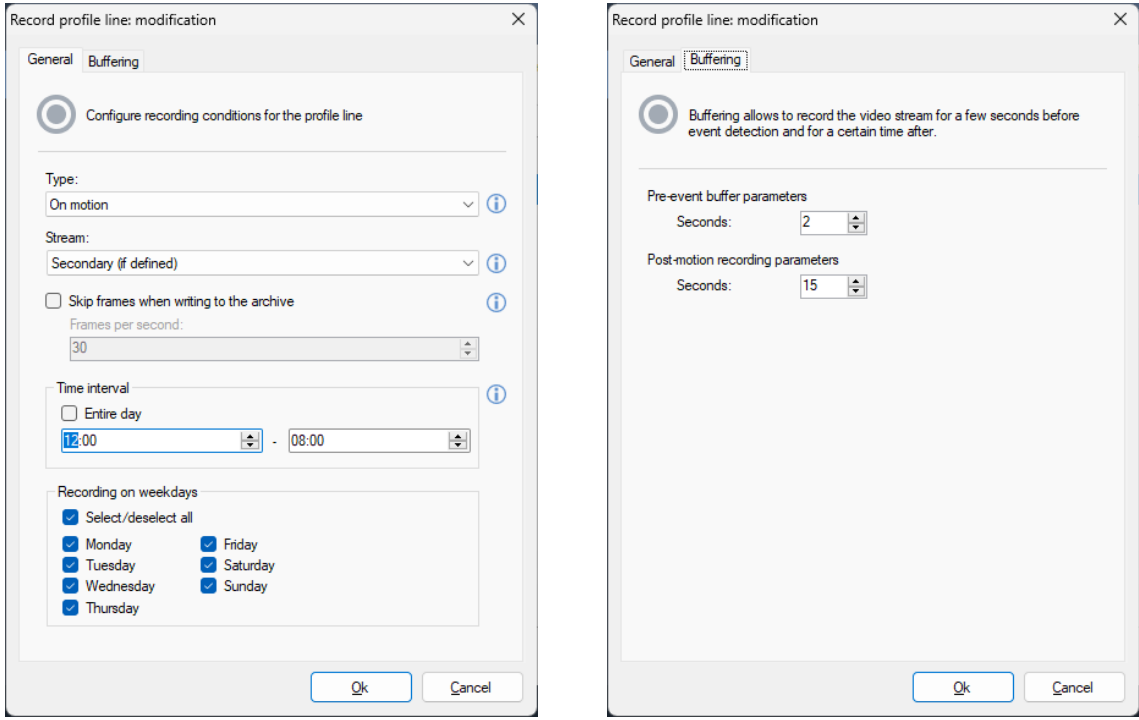 Record profile line: modification
General Buffering
Configure recording conditions for the profile line
Type:
On motion
Stream:
Secondary (if defined)
Skip frames when writing to the archive
Frames per second:
30
Time interval
Entire day
12:00 - 08:00
Recording on weekdays
Select/deselect all
Monday Friday
Tuesday Saturday
Wednesday Sunday
Thursday
Ok Cancel
Record profile line: modification
General Buffering
Buffering allows to record the video stream for a few seconds before
event detection and for a certain time after.
Pre-event buffer parameters
Seconds: 2
Post-motion recording parameters
Seconds: 15
Ok Cancel